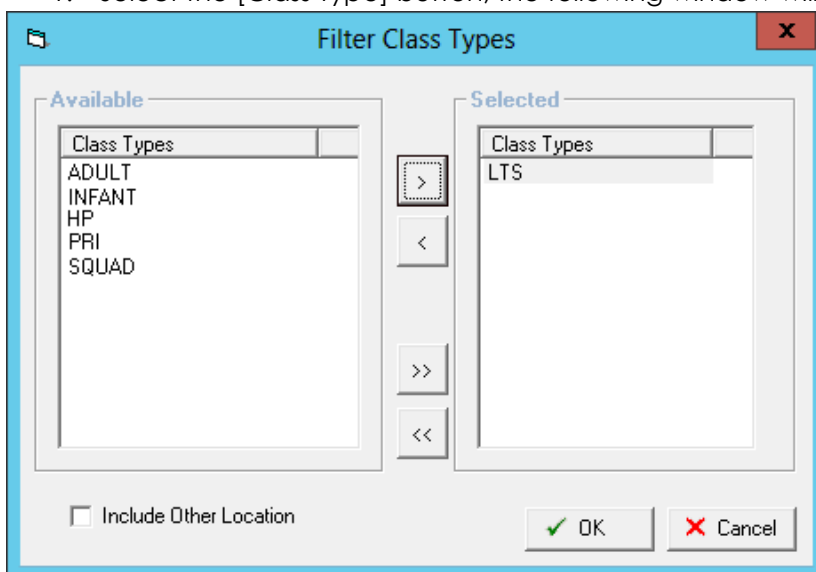 Filter Class Types
x
Available
Class Types
ADULT
INFANT
HP
PRI
SQUAD
>
<
>>
<<
Selected
Class Types
LTS
Include Other Location
OK
Cancel